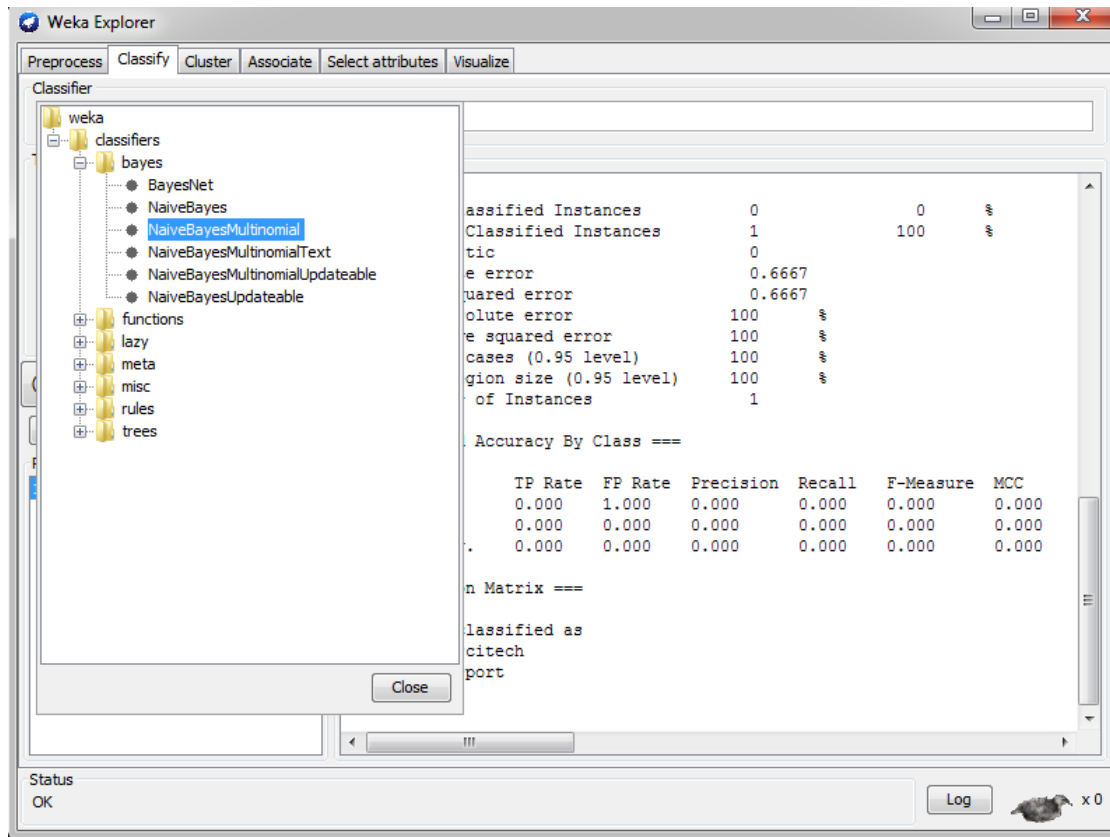 Weka Explorer
Preprocess Classify Cluster Associate Select attributes Visualize
Classifier
weka
classifiers
bayes
BayesNet
NaiveBayes
NaiveBayesMultinomial
NaiveBayesMultinomialText
NaiveBayesMultinomialUpdateable
NaiveBayesUpdateable
functions
lazy
meta
misc
rules
trees
Close
assified Instances 0 0 %
Classified Instances 1 100 %
tic 0
e error 0.6667
uared error 0.6667
olute error 100 %
e squared error 100 %
cases (0.95 level) 100 %
gion size (0.95 level) 100 %
of Instances 1
Accuracy By Class ===
TP Rate FP Rate Precision Recall F-Measure MCC
0.000 1.000 0.000 0.000 0.000 0.000
0.000 0.000 0.000 0.000 0.000 0.000
. 0.000 0.000 0.000 0.000 0.000 0.000
n Matrix ===
lassified as
citech
port
Status
OK
Log
x 0